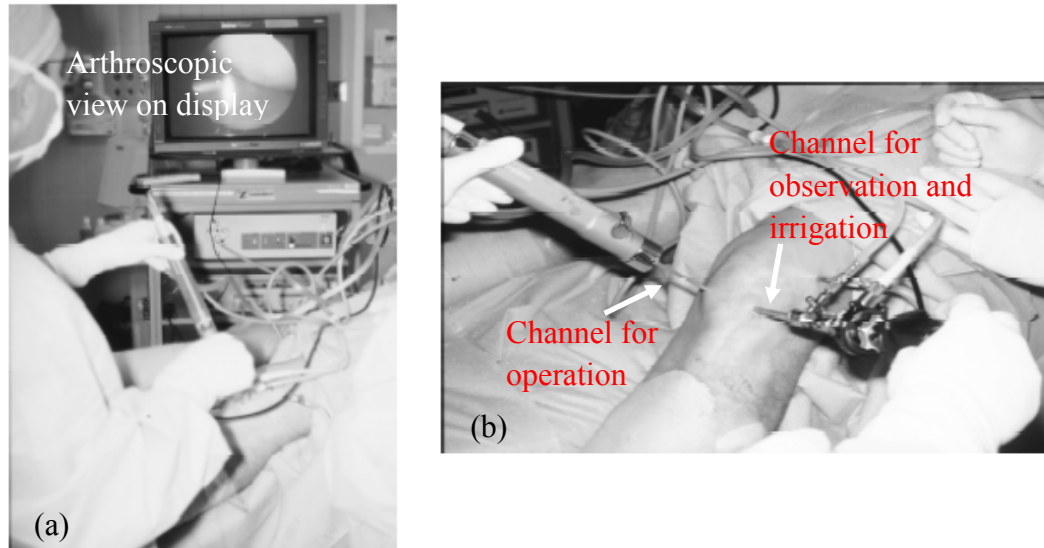 Arthroscopic
view on display
(a)
Channel for
observation and
irrigation
Channel for
operation
(b)